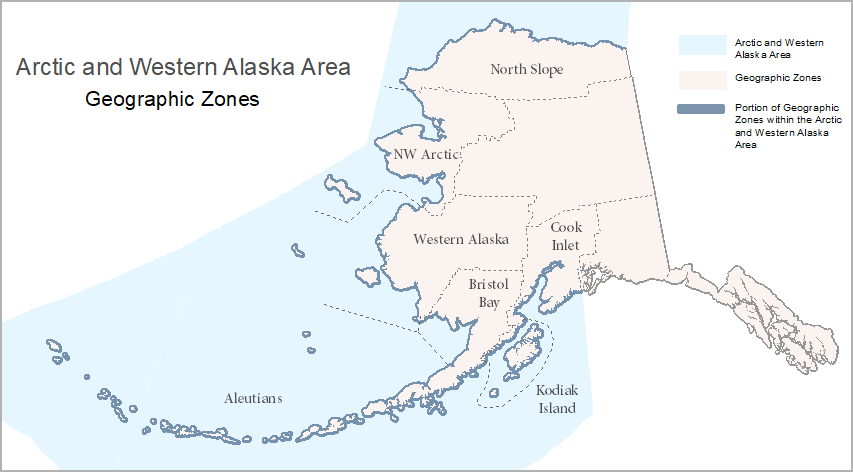 Arctic and Western Alaska Area
Geographic Zones
Arctic and Western
Alaska Area
Geographic Zones
Portion of Geographic
Zones within the Arctic
and Western Alaska
Area
North Slope
NW Arctic
Western Alaska
Cook
Inlet
Bristol
Bay
Aleutians
Kodiak
Island